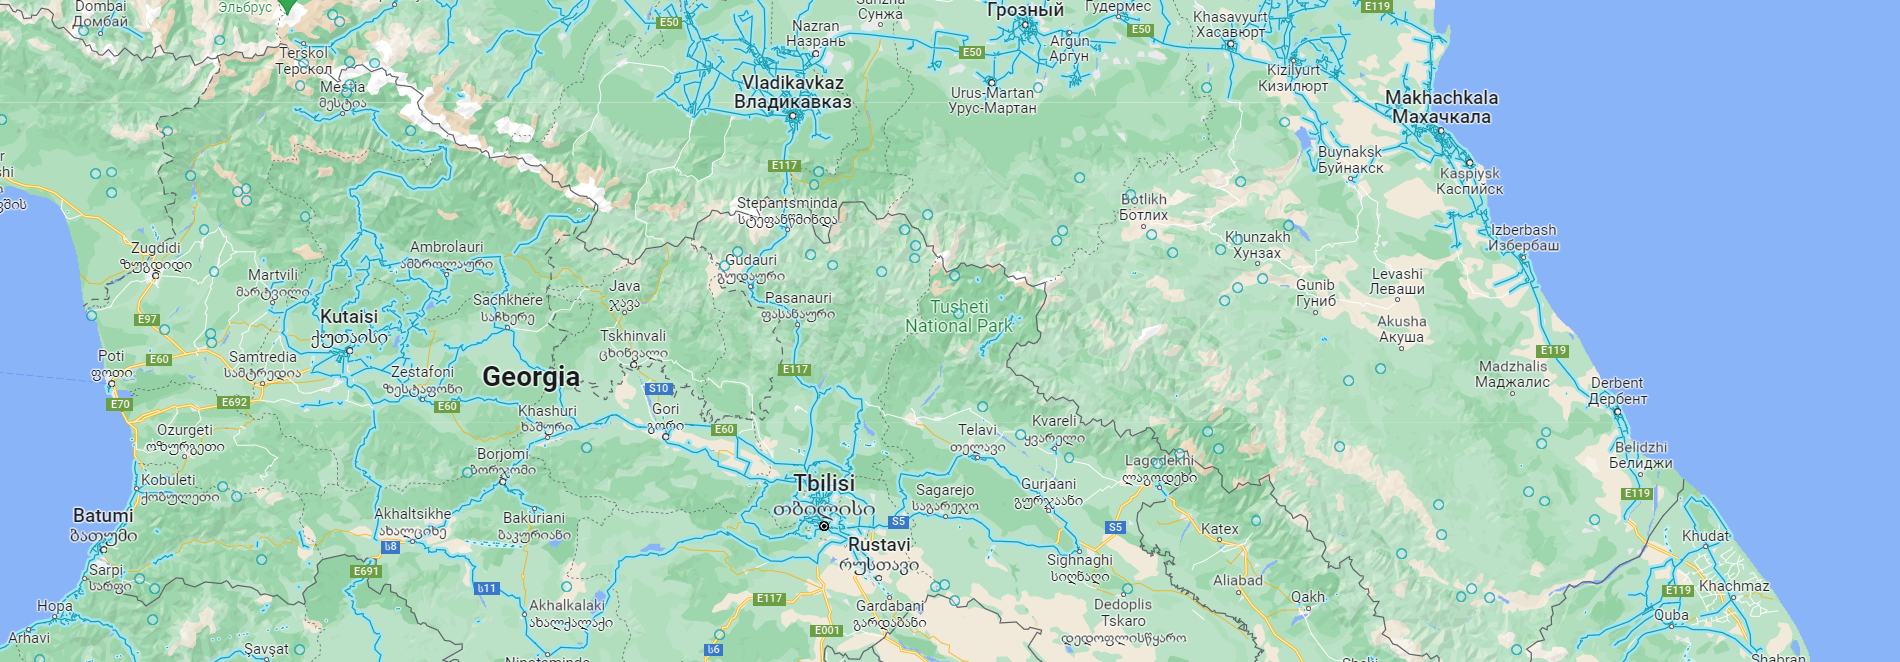 Dombai
Домбай
Эльбрус
Terskol
Терскол
Mestia
მესტია
E50
Nazran
Назрань
Сунжа
Vladikavkaz
Владикавказ
E117
E50
Грозный
Гудермес
Argun
Аргун
E50
Urus-Martan
Урус-Мартан
Khasavyurt
Хасавюрт
Kizilyurt
Кизилюрт
E119
Makhachkala
Махачкала
Buynaksk
Буйнакск
Kaspiysk
Каспийск
Botlikh
Ботлих
Khunzakh
Хунзах
Izberbash
Избербаш
Gunib
Гуниб
Levashi
Леваши
Akusha
Акуша
Madzhalis
Маджалис
E119
Derbent
Дербент
Belidzhi
Белиджи
E119
Stepantsminda
სტეფანწმინდა
Gudauri
გუდაური
Pasanauri
ფასანაური
Tusheti
National Park
Zugdidi
ზუგდიდი
Martvili
მარტვილი
Ambrolauri
ამბროლაური
Sachkhere
საჩხერე
Java
ჯავა
Tskhinvali
ცხინვალი
Kutaisi
ქუთაისი
E97
Poti
ფოთი
E60
Samtredia
სამტრედია
Zestafoni
ზესტაფონი
Georgia
S10
E117
E70
E692
E60
Khashuri
ხაშური
Gori
გორი
E60
Ozurgeti
ოზურგეთი
Borjomi
ბორჯომი
Telavi
თელავი
Kvareli
ყვარელი
Lagodekhi
ლაგოდეხი
Kobuleti
ქობულეთი
Tbilisi
თბილისი
Sagarejo
საგარეჯო
Gurjaani
გურჯაანი
Batumi
ბათუმი
Akhaltsikhe
ახალციხე
Bakuriani
ბაკურიანი
S5
S5
Katex
ს8
Rustavi
რუსთავი
Sighnaghi
სიღნაღი
Khudat
Sarpi
სარფი
E691
ს11
Aliabad
Khachmaz
E119
Hopa
Akhalkalaki
ახალქალაქი
E117
Gardabani
გარდაბანი
Dedoplis
Tskaro
დედოფლისწყარო
Qakh
Quba
Arhavi
E001
Şavşat
ს6
Shabran